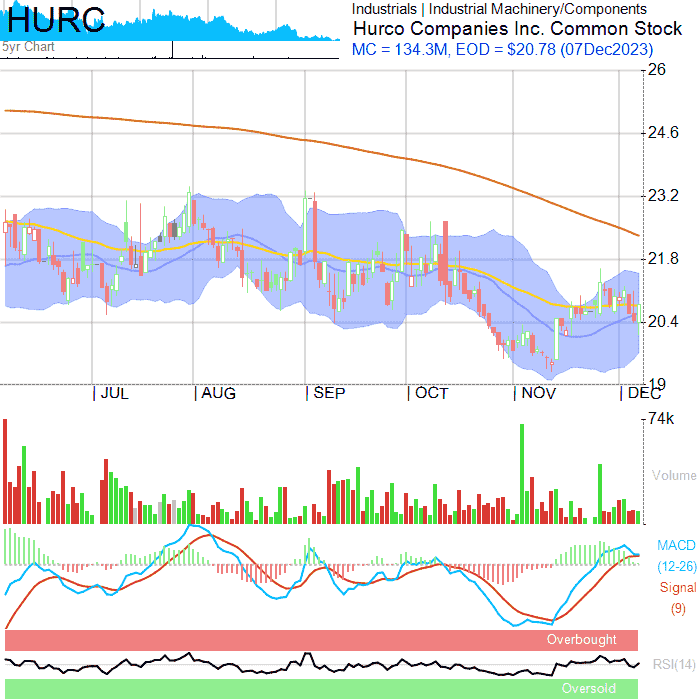 HURC
5yr Chart
Industrials | Industrial Machinery/Components
Hurco Companies Inc. Common Stock
MC = 134.3M, EOD = $20.78 (07Dec2023)
26
24.6
23.2
21.8
20.4
19
JUL AUG SEP OCT NOV DEC
74k
Volume
MACD
(12-26)
Signal
(9)
Overbought
RSI(14)
Oversold